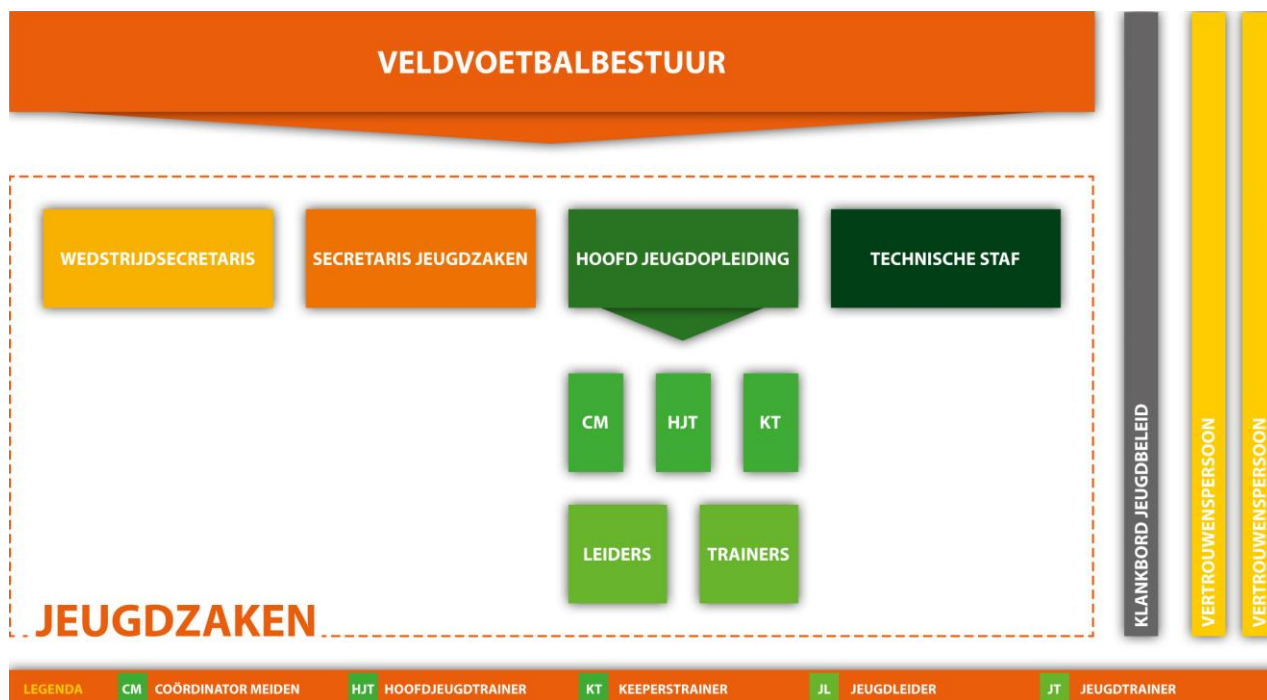 VELDVOETBALBESTUUR
WEDSTRIJDSECRETARIS
SECRETARIS JEUGDZAKEN
HOOFD JEUGDOPLEIDING
TECHNISCHE STAF
CM
HJT
KT
LEIDERS
TRAINERS
JEUGDZAKEN
KLANKBORD JEUGDBELEID
VERTROUWENSPERSOON
VERTROUWENSPERSOON
LEGENDA CM COÖRDINATOR MEIDEN HJT HOOFDJEUGDTRAINER KT KEEPERSTRAINER JL JEUGDLEIDER JT JEUGDTRAINER